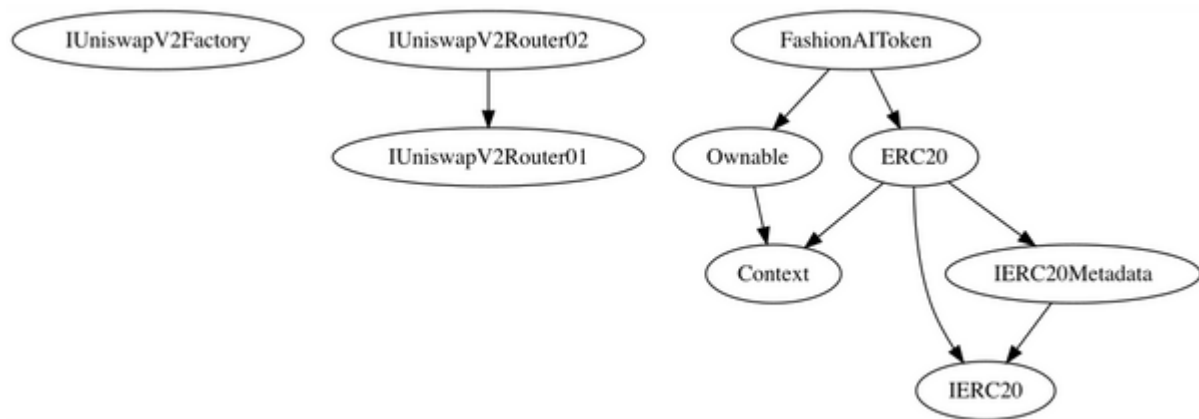 IUniswapV2Factory
IUniswapV2Router02
FashionAIToken
IUniswapV2Router01
Ownable
ERC20
Context
IERC20Metadata
IERC20